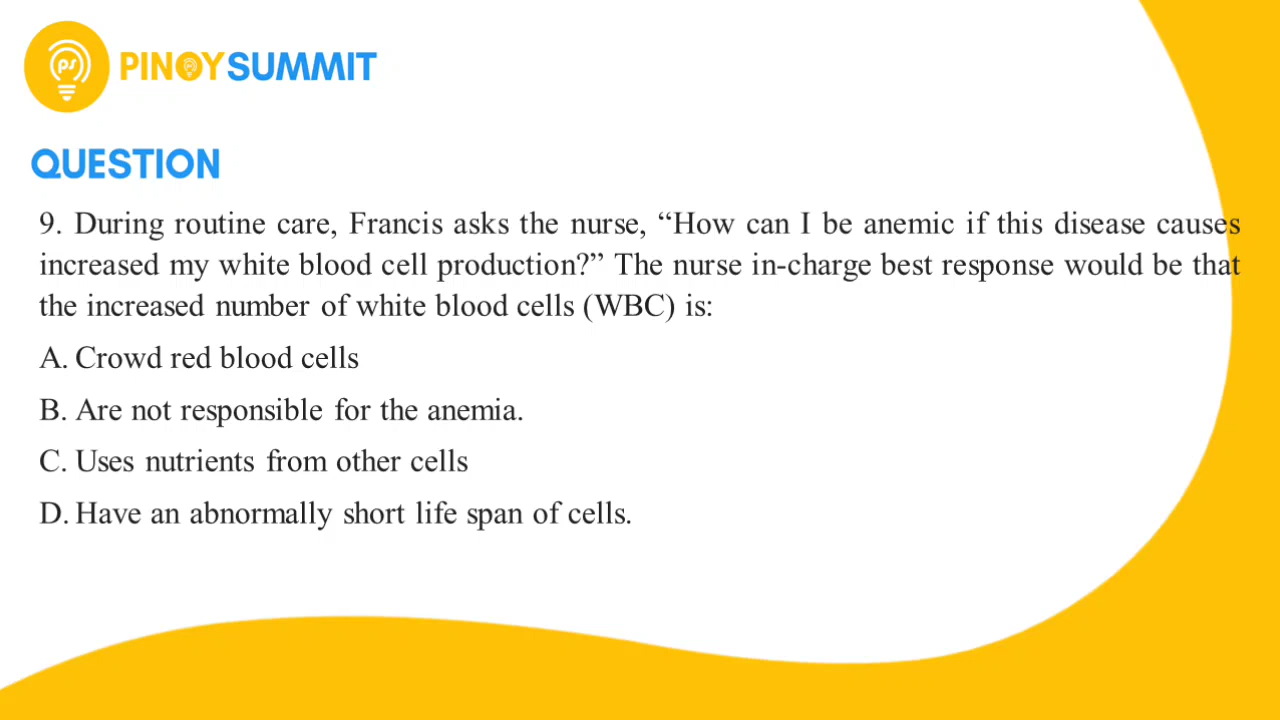 PINOYSUMMIT
QUESTION
9. During routine care, Francis asks the nurse, “How can I be anemic if this disease causes
increased my white blood cell production?” The nurse in-charge best response would be that
the increased number of white blood cells (WBC) is:
A. Crowd red blood cells
B. Are not responsible for the anemia.
C. Uses nutrients from other cells
D. Have an abnormally short life span of cells.